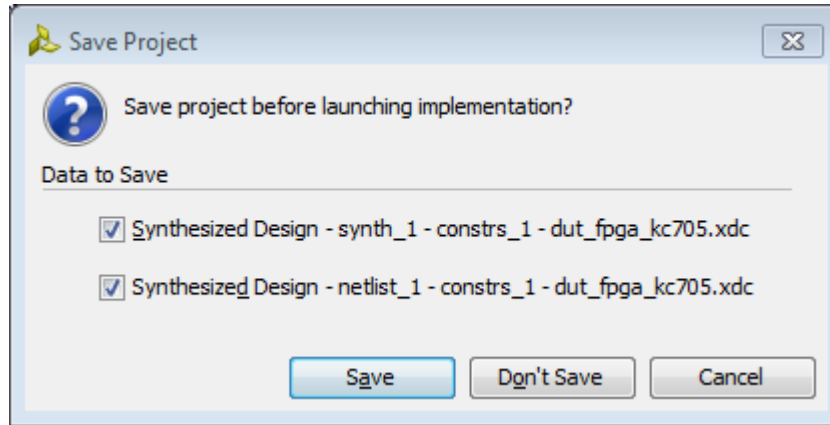 Save Project
Save project before launching implementation?
Data to Save
Synthesized Design - synth_1 - constrs_1 - dut_fpga_kc705.xdc
Synthesized Design - netlist_1 - constrs_1 - dut_fpga_kc705.xdc
Save Don't Save Cancel